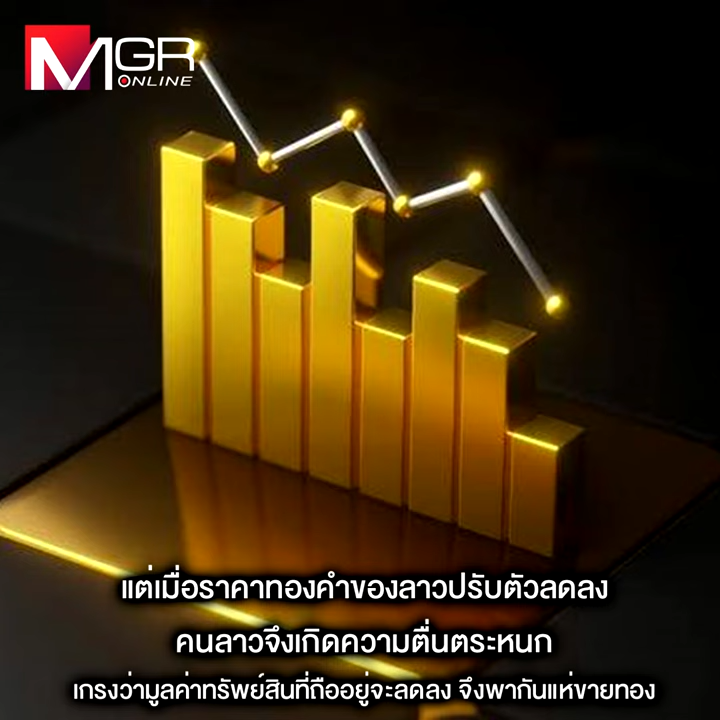 MGR
ONLINE
แต่เมื่อราคาทองคำของลาวปรับตัวลดลง
คนลาวจึงเกิดความตื่นตระหนก
เกรงว่ามูลค่าทรัพย์สินที่ถืออยู่จะลดลง จึงพากันแห่ขายทอง